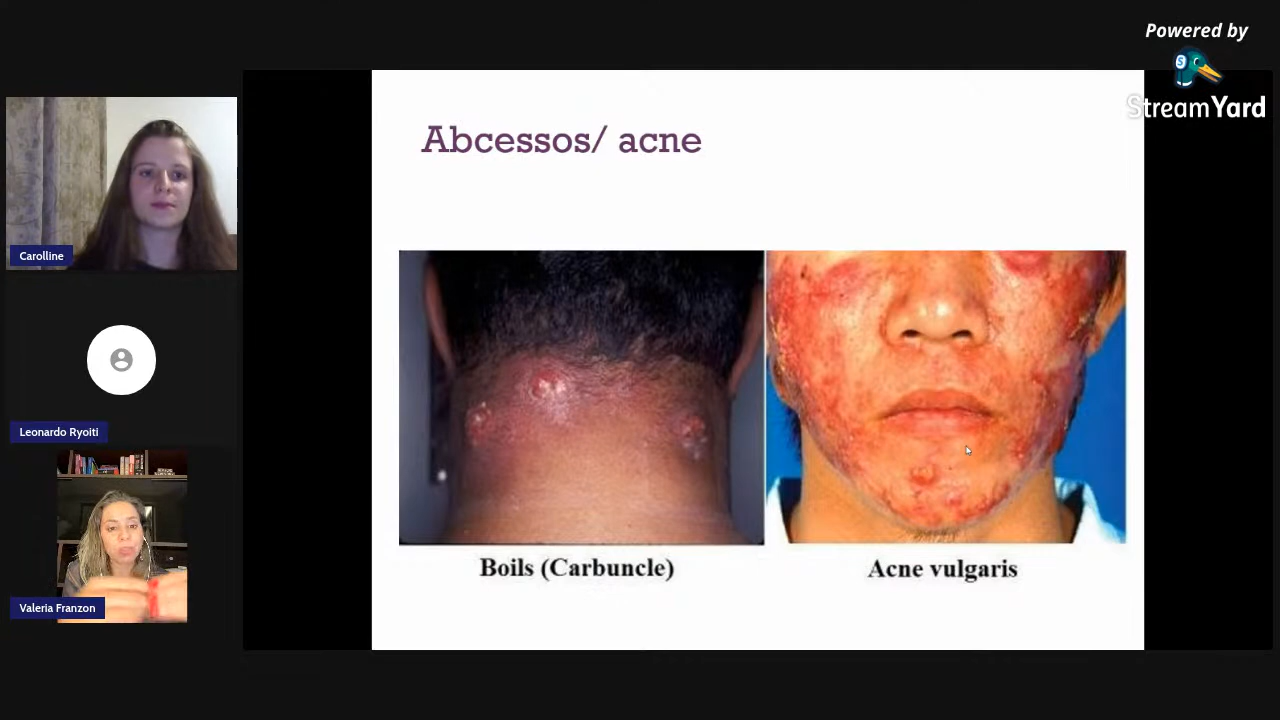 Powered by
StreamYard
Abcessos/ acne
Carolline
Leonardo Ryoiti
Valeria Franzon
Boils (Carbuncle)
Acne vulgaris